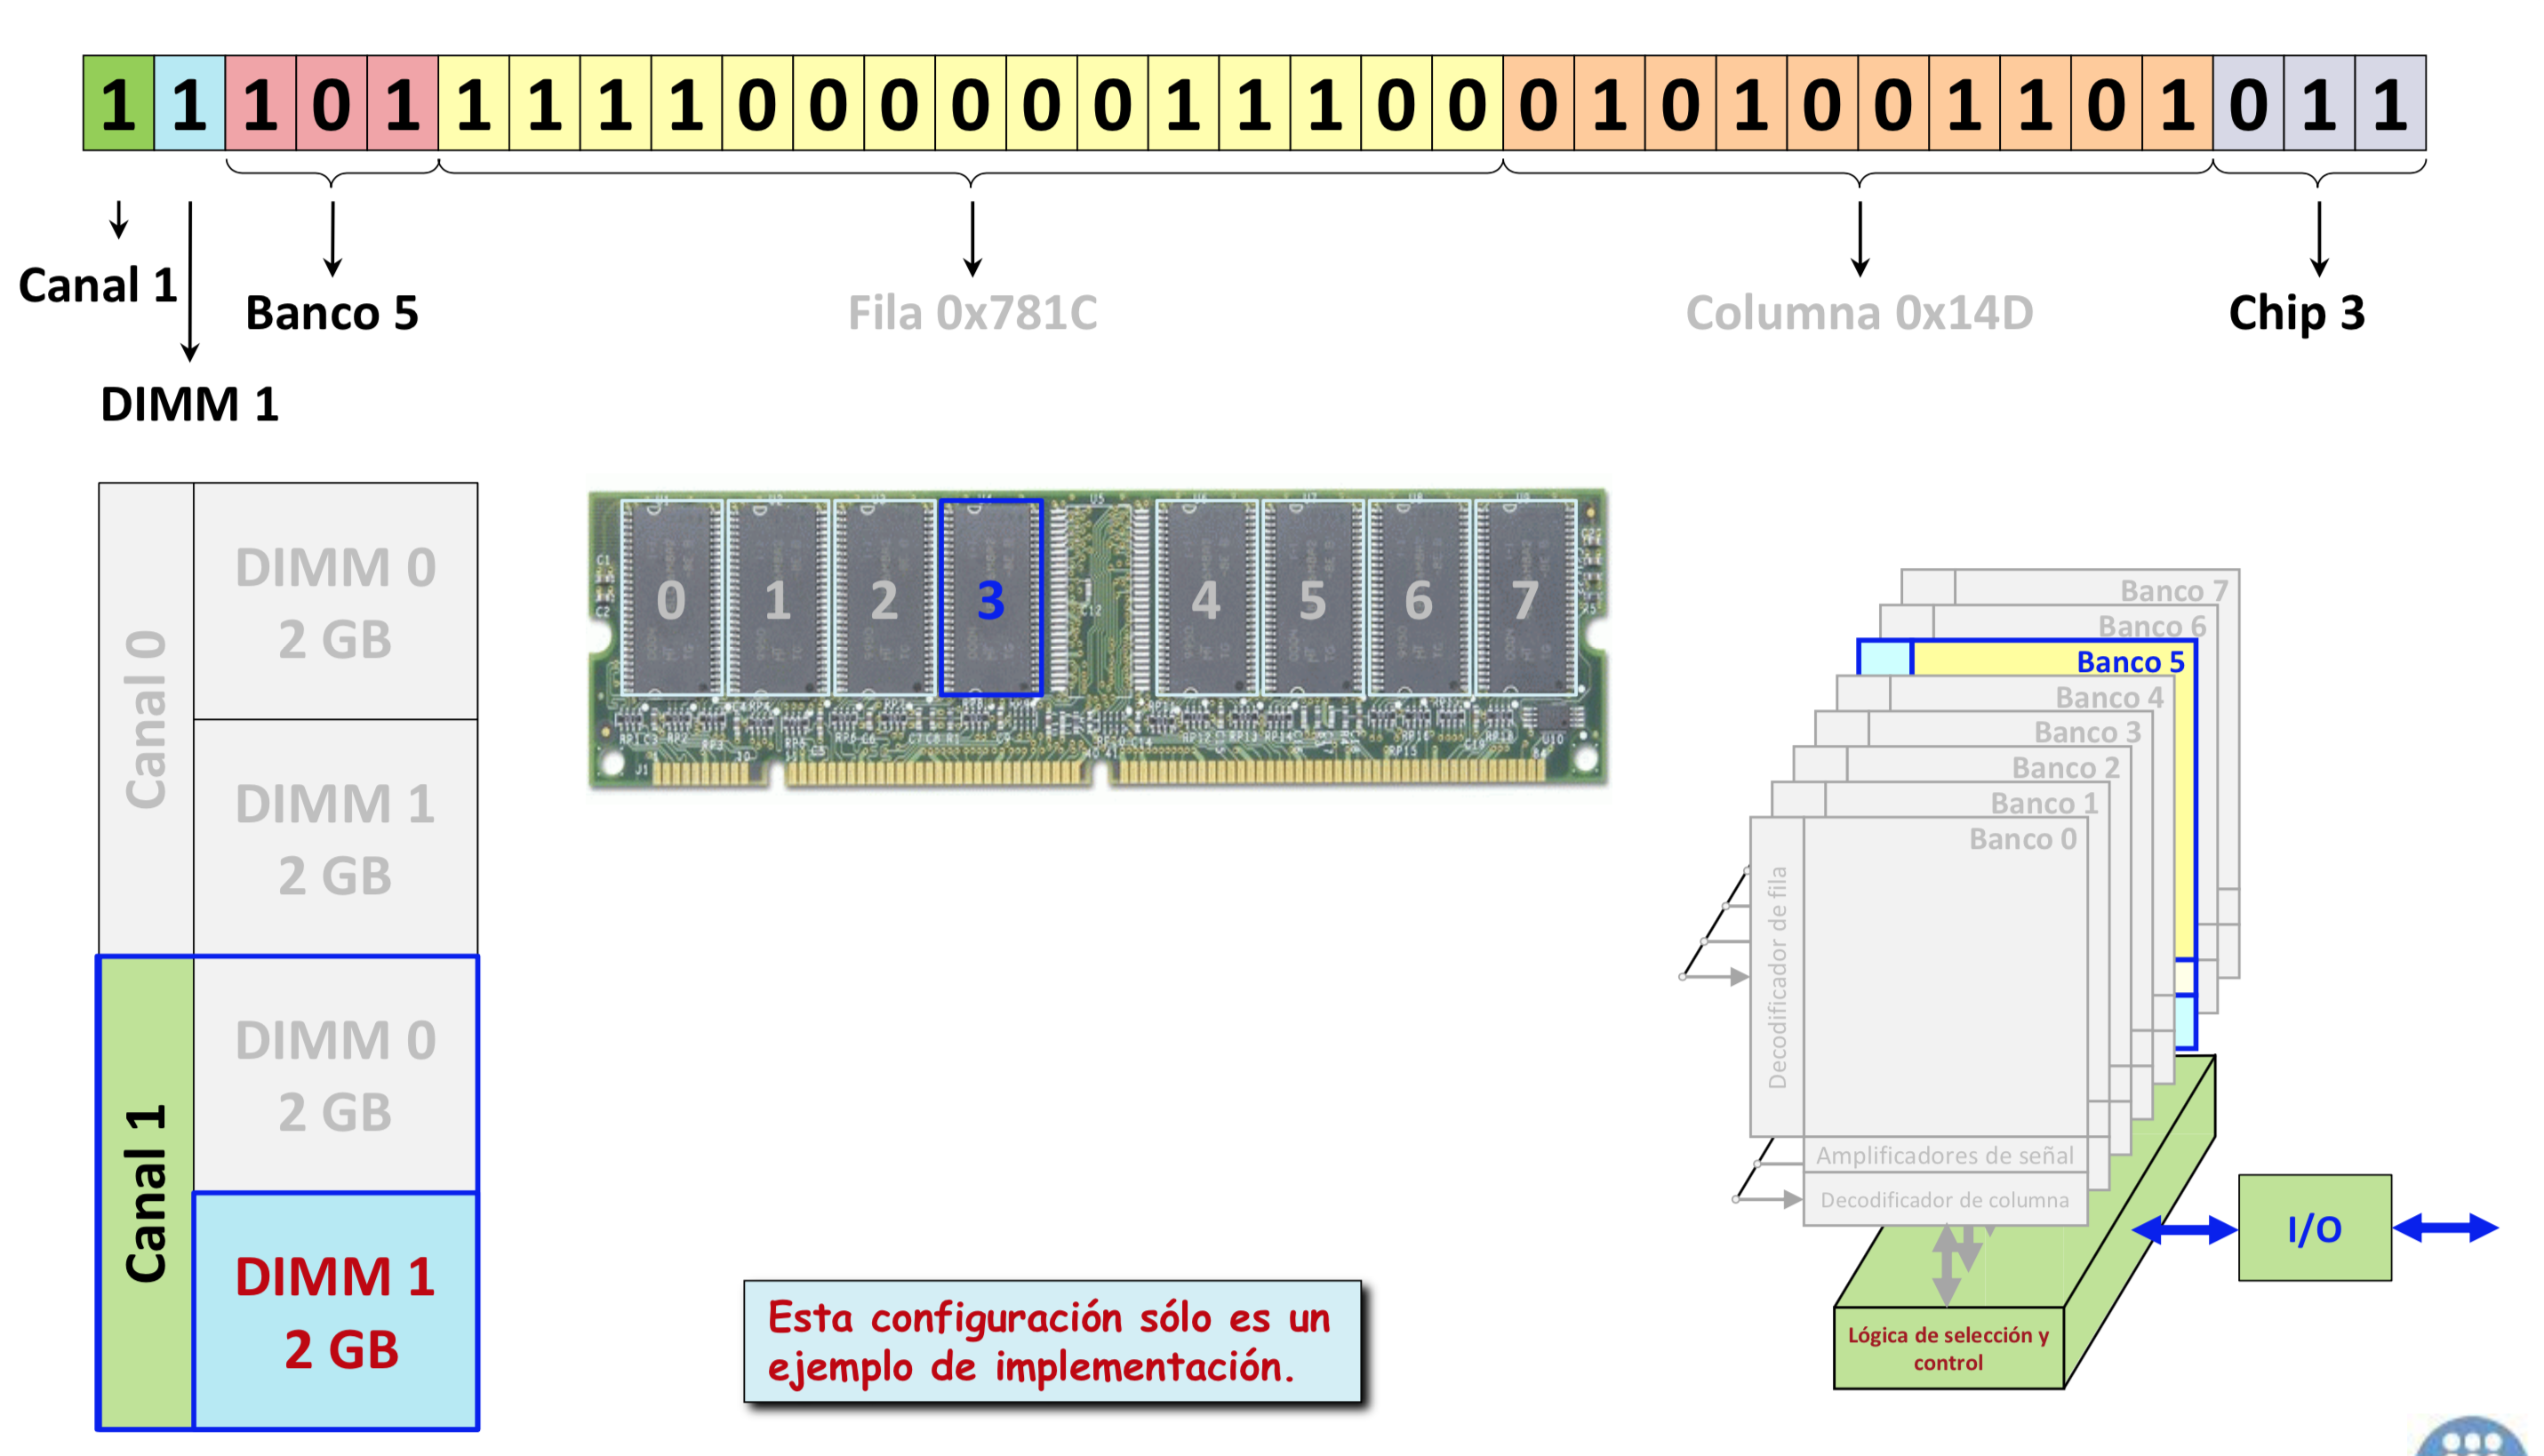 1 1 1 0 1 1 1 1 1 0 0 0 0 0 0 1 1 1 0 0 0 1 0 1 0 0 1 1 0 1 0 1 1
Canal 1
Banco 5
Fila 0x781C
Columna 0x14D
Chip 3
DIMM 1
Canal 0
DIMM 0
2 GB
DIMM 1
2 GB
Canal 1
DIMM 0
2 GB
DIMM 1
2 GB
0 1 2 3 4 5 6 7
Banco 7
Banco 6
Banco 5
Banco 4
Banco 3
Banco 2
Banco 1
Banco 0
Decodificador de fila
Amplificadores de señal
Decodificador de columna
Lógica de selección y
control
I/O
Esta configuración sólo es un
ejemplo de implementación.